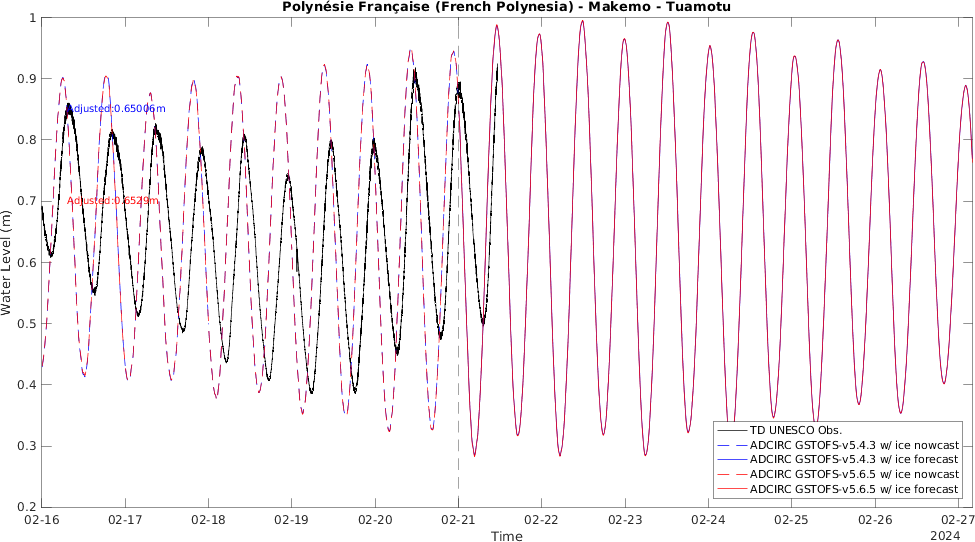 Polynésie Française (French Polynesia) - Makemo - Tuamotu
1
0.9
0.8
0.7
0.6
0.5
0.4
0.3
0.2
Water Level (m)
Adjusted:0.65006m
Adjusted:0.6529m
TD UNESCO Obs.
ADCIRC GSTOFS-v5.4.3 w/ ice nowcast
ADCIRC GSTOFS-v5.4.3 w/ ice forecast
ADCIRC GSTOFS-v5.6.5 w/ ice nowcast
ADCIRC GSTOFS-v5.6.5 w/ ice forecast
02-16 02-17 02-18 02-19 02-20 02-21 02-22 02-23 02-24 02-25 02-26 02-27
Time
2024